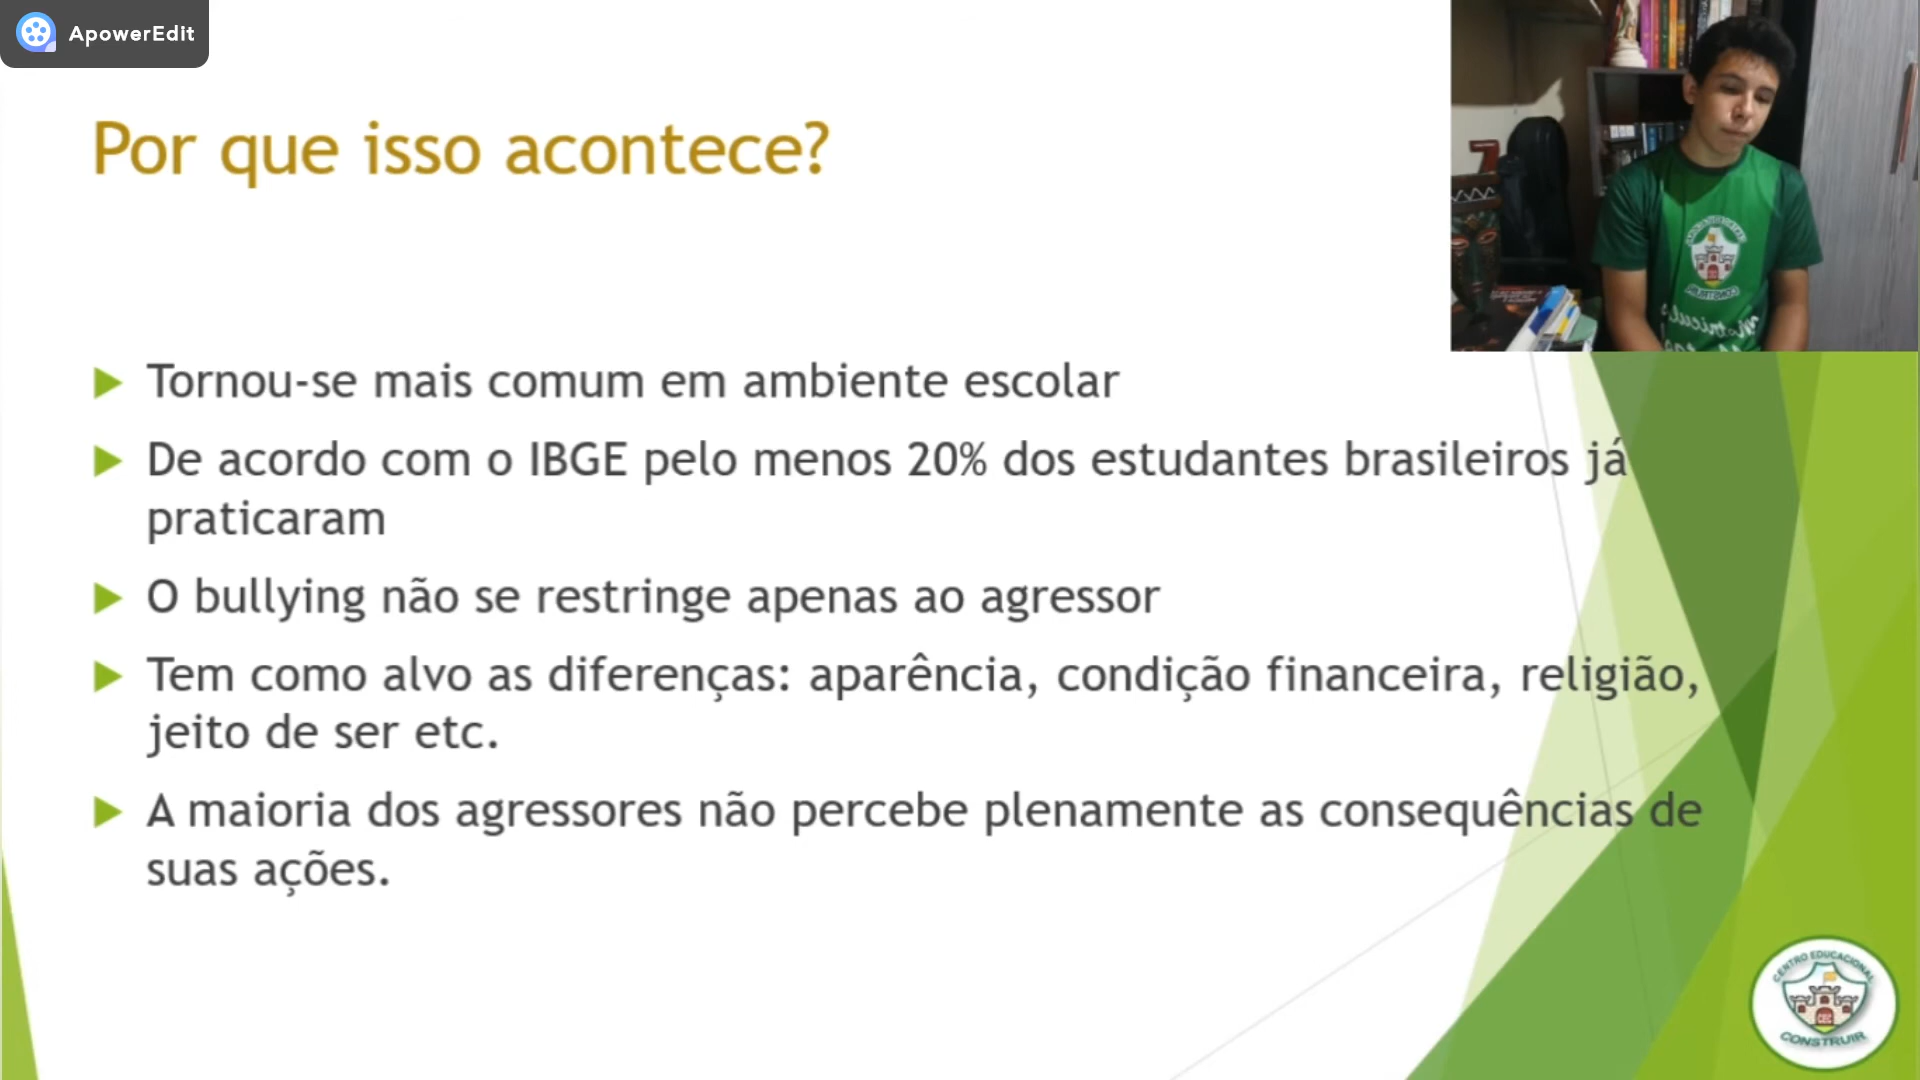 ApowerEdit
Por que isso acontece?
Tornou-se mais comum em ambiente escolar
De acordo com o IBGE pelo menos 20% dos estudantes brasileiros já
praticaram
O bullying não se restringe apenas ao agressor
Tem como alvo as diferenças: aparência, condição financeira, religião,
jeito de ser etc.
A maioria dos agressores não percebe plenamente as consequências de
suas ações.
CENTRO EDUCACIONAL
CEC
CONSTRUIR